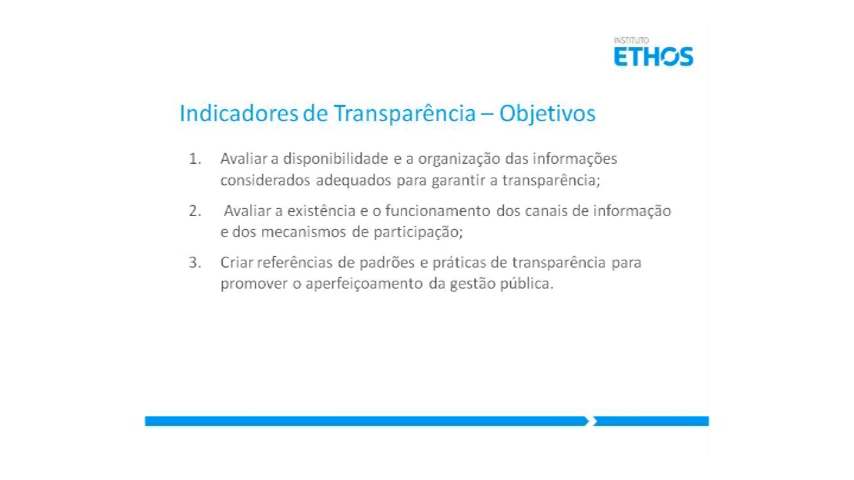 INSTITUTO
ETHOS
Indicadores de Transparência – Objetivos
1. Avaliar a disponibilidade e a organização das informações
considerados adequados para garantir a transparência;
2. Avaliar a existência e o funcionamento dos canais de informação
e dos mecanismos de participação;
3. Criar referências de padrões e práticas de transparência para
promover o aperfeiçoamento da gestão pública.